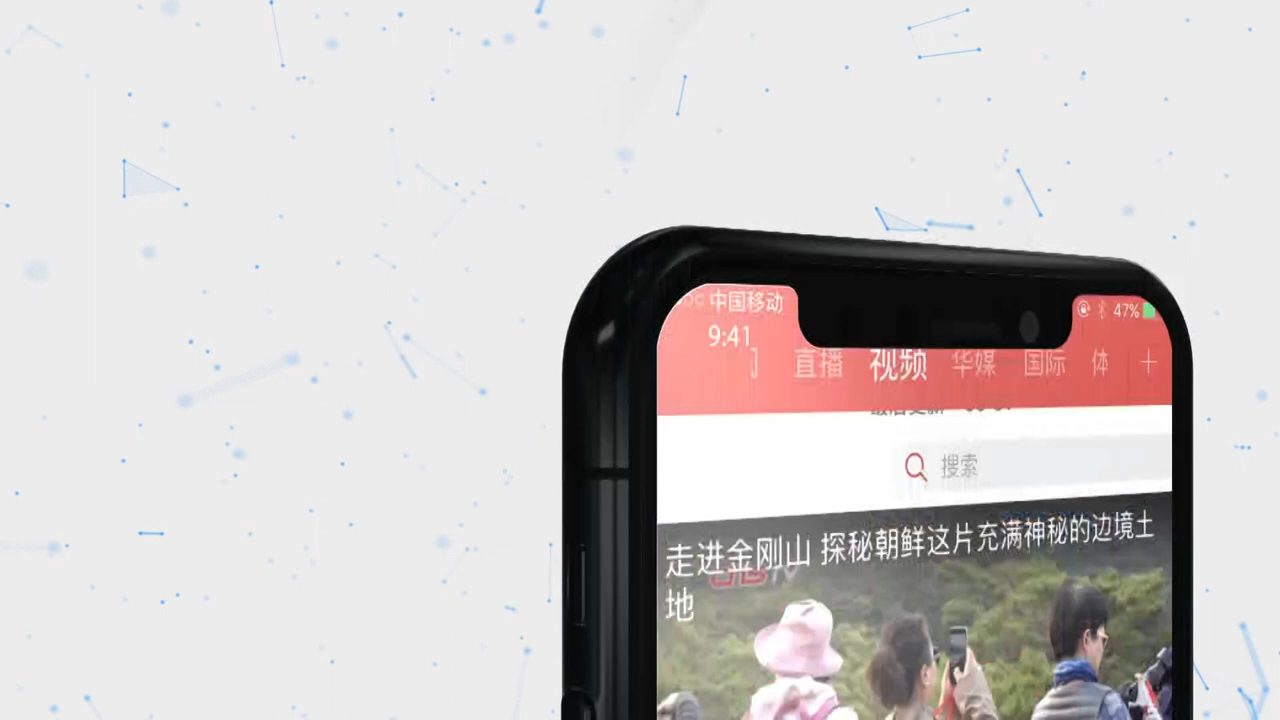 中国移动
9:41
47%
直播 视频 华媒 国际 体
搜索
走进金刚山 探秘朝鲜这片充满神秘的边境土
地